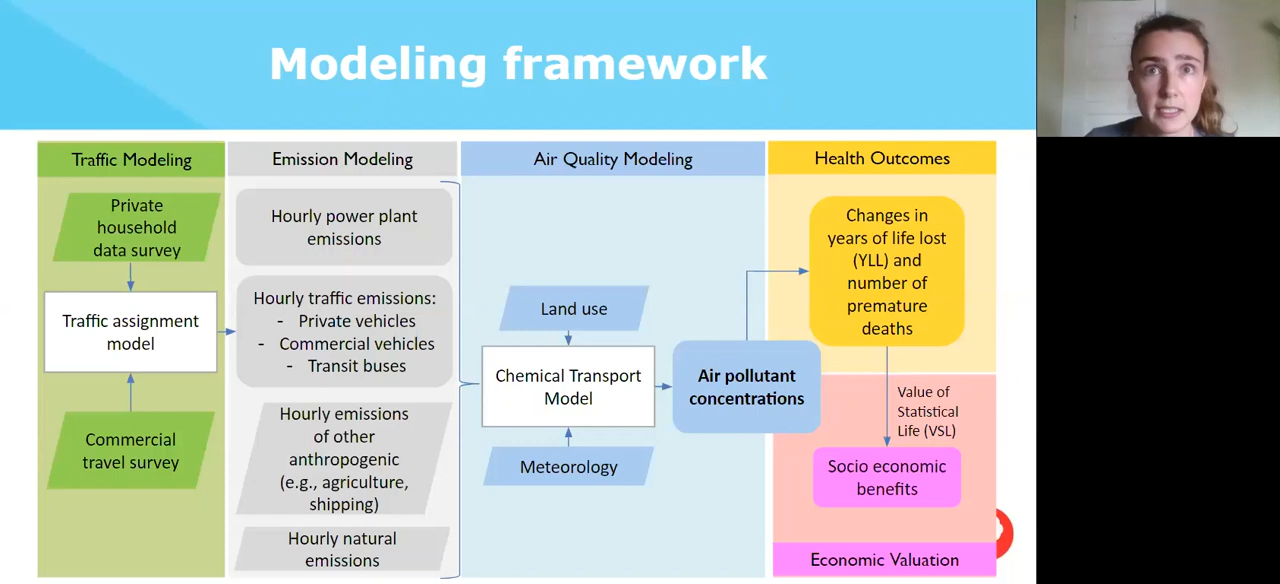 Modeling framework
Traffic Modeling
Private
household
data survey
Traffic assignment
model
Commercial
travel survey
Emission Modeling
Hourly power plant
emissions
Hourly traffic emissions:
- Private vehicles
- Commercial vehicles
- Transit buses
Hourly emissions
of other
anthropogenic
(e.g., agriculture,
shipping)
Hourly natural
emissions
Air Quality Modeling
Land use
Chemical Transport
Model
Meteorology
Air pollutant
concentrations
Health Outcomes
Changes in
years of life lost
(YLL) and
number of
premature
deaths
Value of
Statistical
Life (VSL)
Socio economic
benefits
Economic Valuation